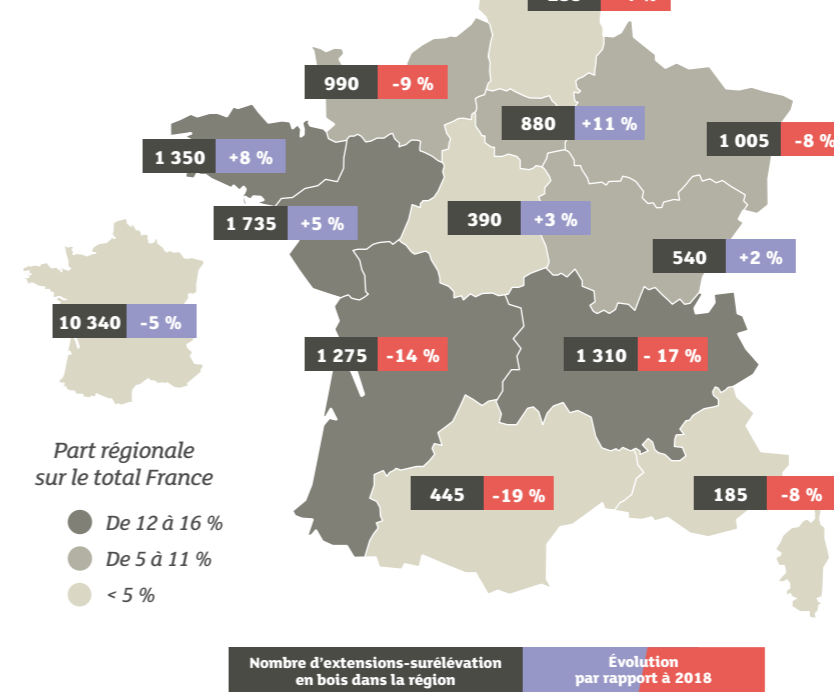 990 -9 %
880 +11 %
1 005 -8 %
1 350 +8 %
1 735 +5 %
390 +3 %
540 +2 %
10 340 -5 %
1 275 -14 %
1 310 - 17 %
445 -19 %
185 -8 %
Part régionale
sur le total France
De 12 à 16 %
De 5 à 11 %
< 5 %
Nombre d'extensions-surélévation
en bois dans la région
Évolution
par rapport à 2018